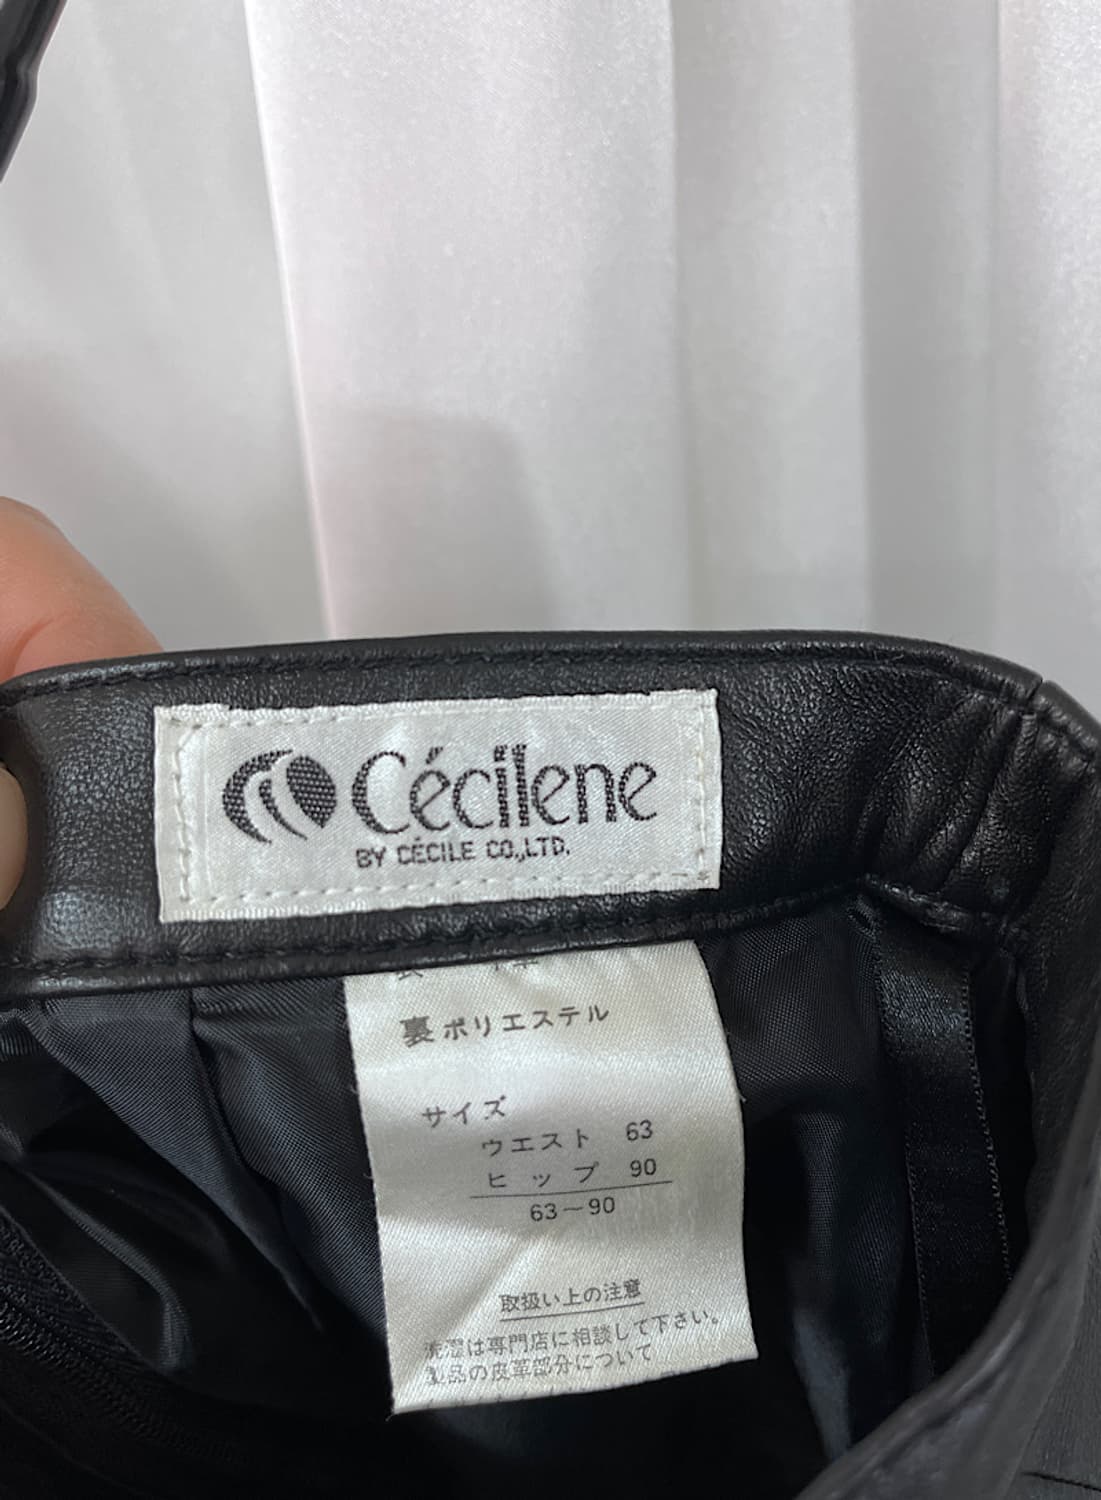 Cécilene
BY CÉCILE CO.,LTD.
裏 ポリエステル
サイズ
ウエスト 63
ヒップ 90
63－90
取扱い上の注意
洗濯は専門店に相談して下さい。
製品の皮革部分について